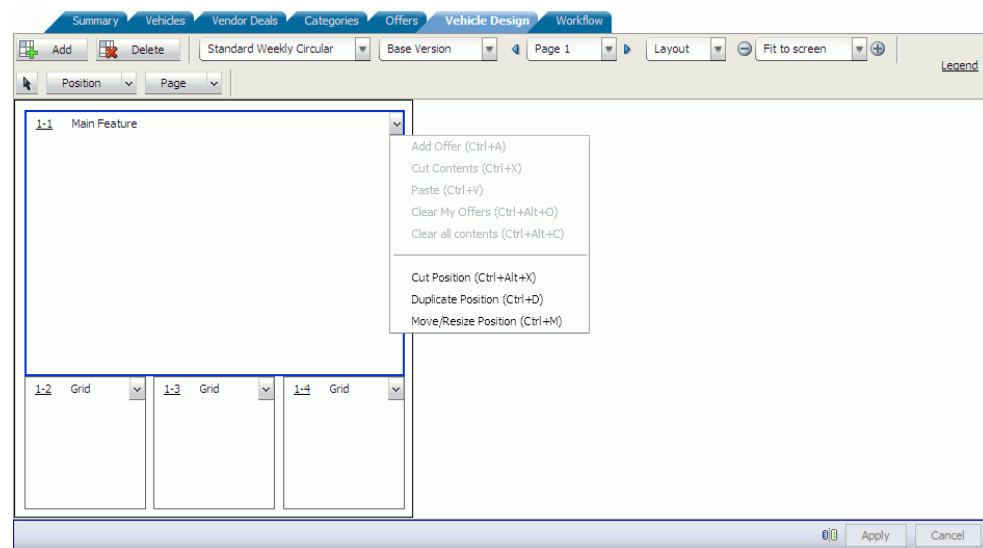 Summary Vehicles Vendor Deals Categories Offers Vehicle Design Workflow
Add Delete Standard Weekly Circular Base Version Page 1 Layout Fit to screen
Legend
Position Page
1-1 Main Feature
Add Offer (Ctrl+A)
Cut Contents (Ctrl+X)
Paste (Ctrl+V)
Clear My Offers (Ctrl+Alt+O)
Clear all contents (Ctrl+Alt+C)
Cut Position (Ctrl+Alt+X)
Duplicate Position (Ctrl+D)
Move/Resize Position (Ctrl+M)
1-2 Grid 1-3 Grid 1-4 Grid
Apply Cancel